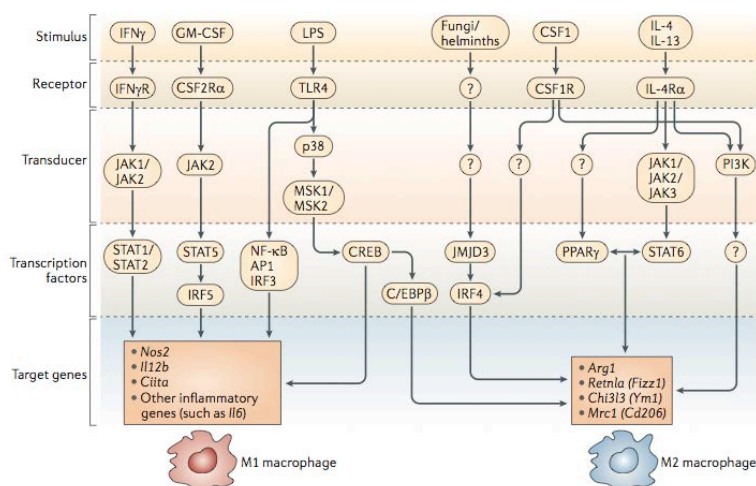 Stimulus
IFNγ
GM-CSF
LPS
Fungi/
helminths
CSF1
IL-4
IL-13
Receptor
IFNγR
CSF2Rα
TLR4
?
CSF1R
IL-4Rα
Transducer
JAK1/
JAK2
JAK2
p38
MSK1/
MSK2
?
?
?
JAK1/
JAK2/
JAK3
PI3K
Transcription
factors
STAT1/
STAT2
STAT5
IRF5
NF-κB
AP1
IRF3
CREB
C/EBPβ
JMJD3
IRF4
PPARγ
STAT6
?
Target genes
• Nos2
• Il12b
• Ciita
• Other inflammatory
genes (such as Il6)
• Arg1
• Retnla (Fizz1)
• Chi3l3 (Ym1)
• Mrc1 (Cd206)
M1 macrophage
M2 macrophage